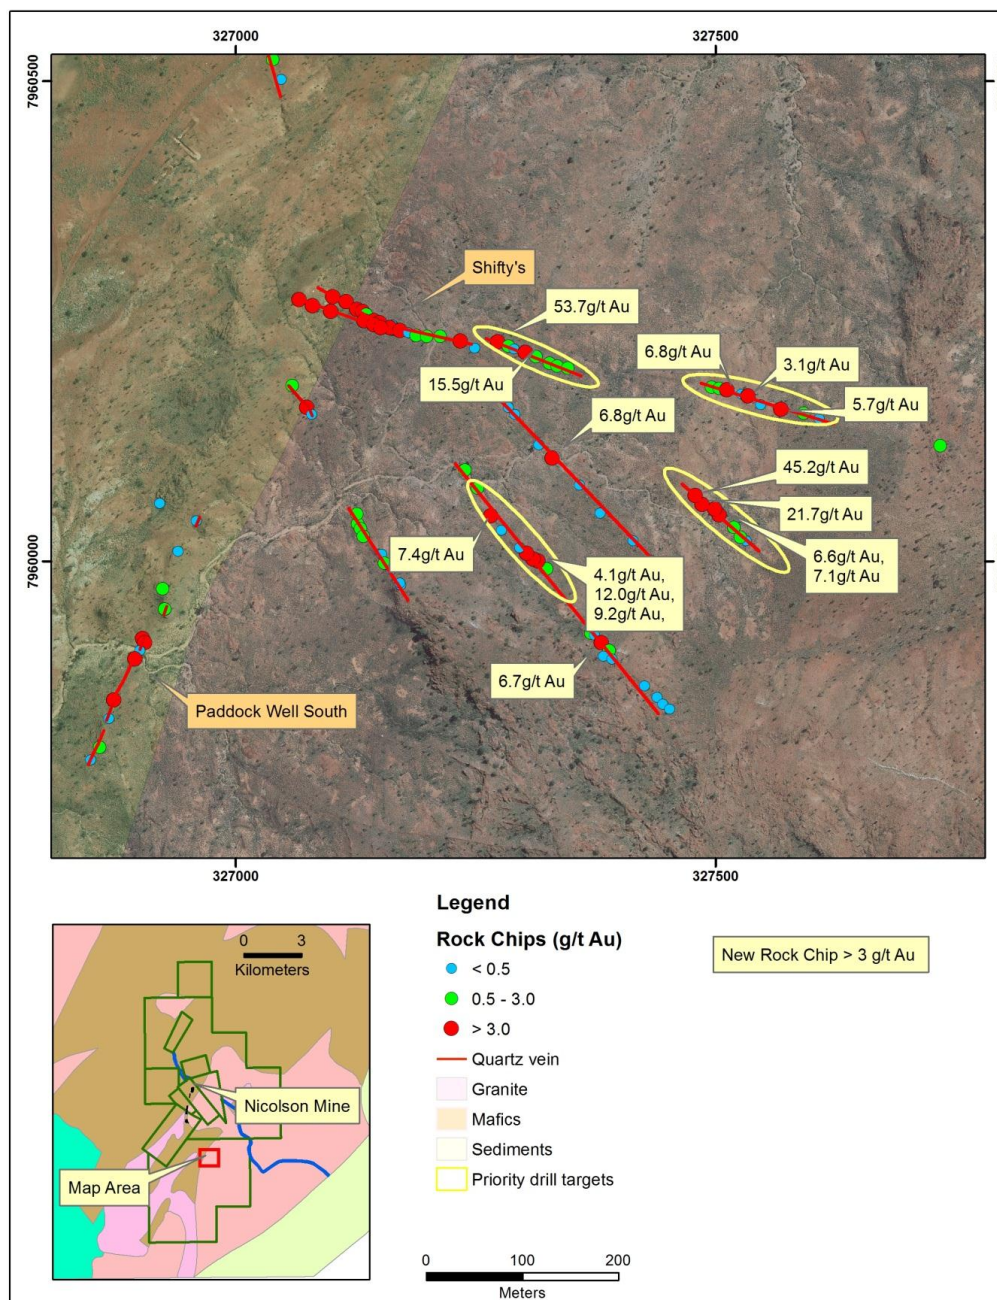 327000
327500
7960500
7960000
Shifty's
53.7g/t Au
15.5g/t Au
6.8g/t Au
3.1g/t Au
5.7g/t Au
6.8g/t Au
45.2g/t Au
21.7g/t Au
6.6g/t Au,
7.1g/t Au
7.4g/t Au
4.1g/t Au,
12.0g/t Au,
9.2g/t Au,
6.7g/t Au
Paddock Well South
7960500
7960000
327000
327500
0 3
Kilometers
Nicolson Mine
Map Area
Legend
Rock Chips (g/t Au)
< 0.5
0.5 - 3.0
> 3.0
Quartz vein
Granite
Mafics
Sediments
Priority drill targets
New Rock Chip > 3 g/t Au
0 100 200
Meters